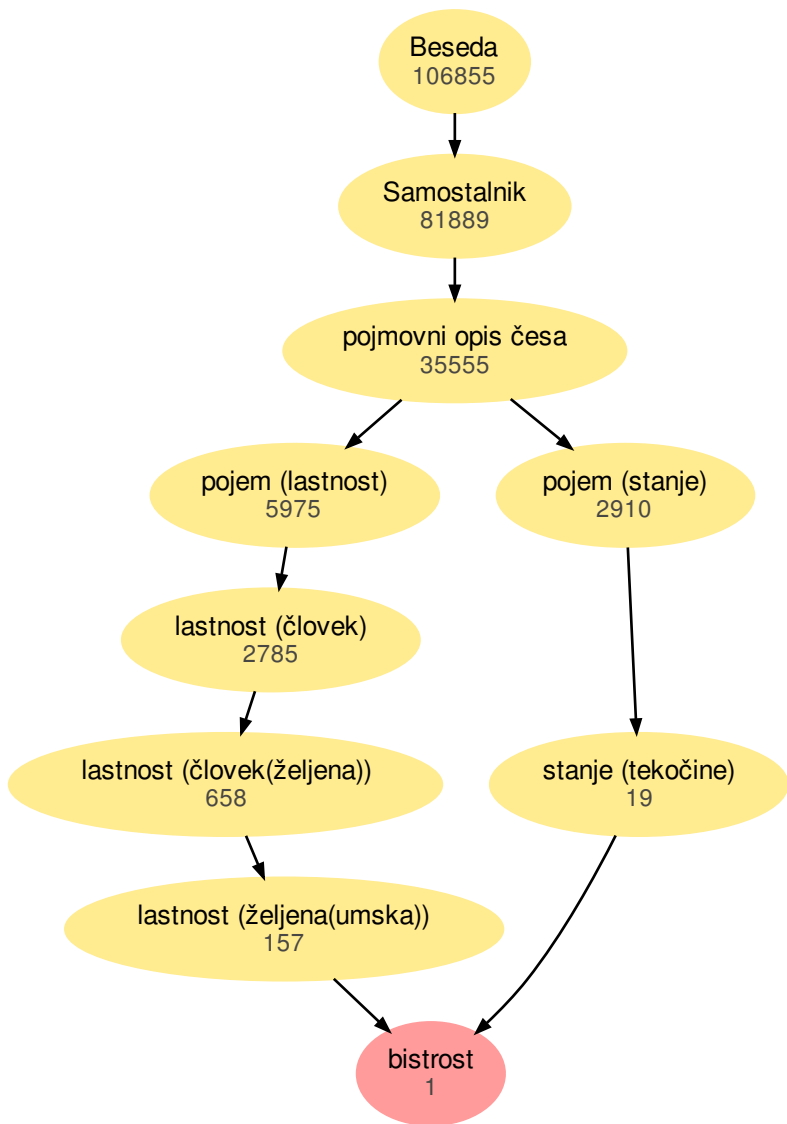 Beseda
106855
Samostalnik
81889
pojmovni opis česa
35555
pojem (lastnost)
5975
pojem (stanje)
2910
lastnost (človek)
2785
lastnost (človek(željena))
658
stanje (tekočine)
19
lastnost (željena(umska))
157
bistrost
1